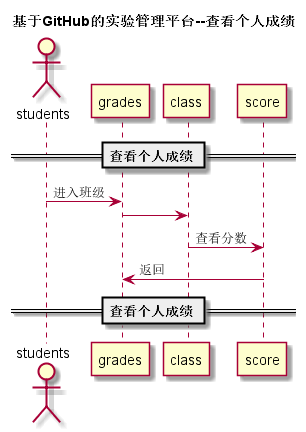 基于GitHub的实验管理平台--查看个人成绩
students
grades
class
score
查看个人成绩
进入班级
查看分数
返回
查看个人成绩
students
grades
class
score